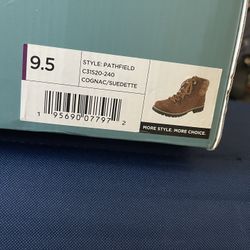 9.5
STYLE: PATHFIELD
C31520-240
COGNAC/SUEDETTE
1 95690 07797 2
MORE STYLE. MORE CHOICE.